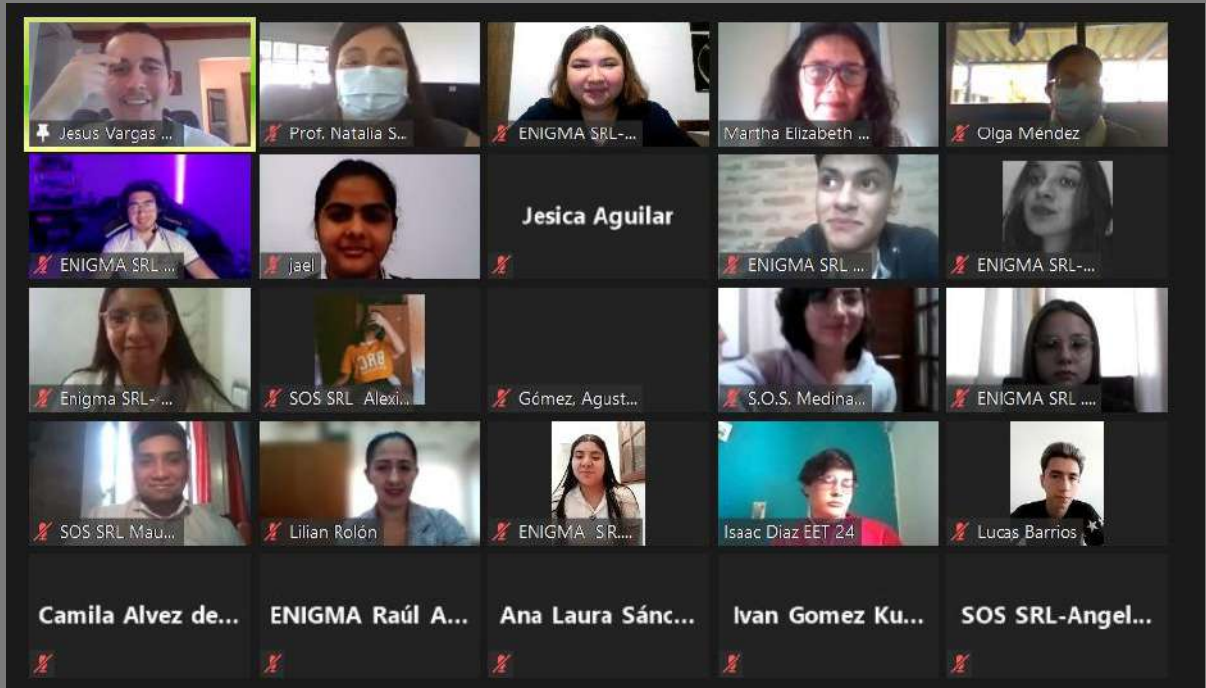 Jesus Vargas ...
Prof. Natalia S...
ENIGMA SRL-...
Martha Elizabeth ...
Olga Méndez
ENIGMA SRL ...
jael
Jesica Aguilar
ENIGMA SRL ...
ENIGMA SRL-...
Enigma SRL- ...
SOS SRL Alexi...
Gómez, Agust...
S.O.S. Medina...
ENIGMA SRL ....
SOS SRL Mau...
Lilian Rolón
ENIGMA S R....
Isaac Diaz EET 24
Lucas Barrios
Camila Alvez de...
ENIGMA Raúl A...
Ana Laura Sánc...
Ivan Gomez Ku...
SOS SRL-Angel...